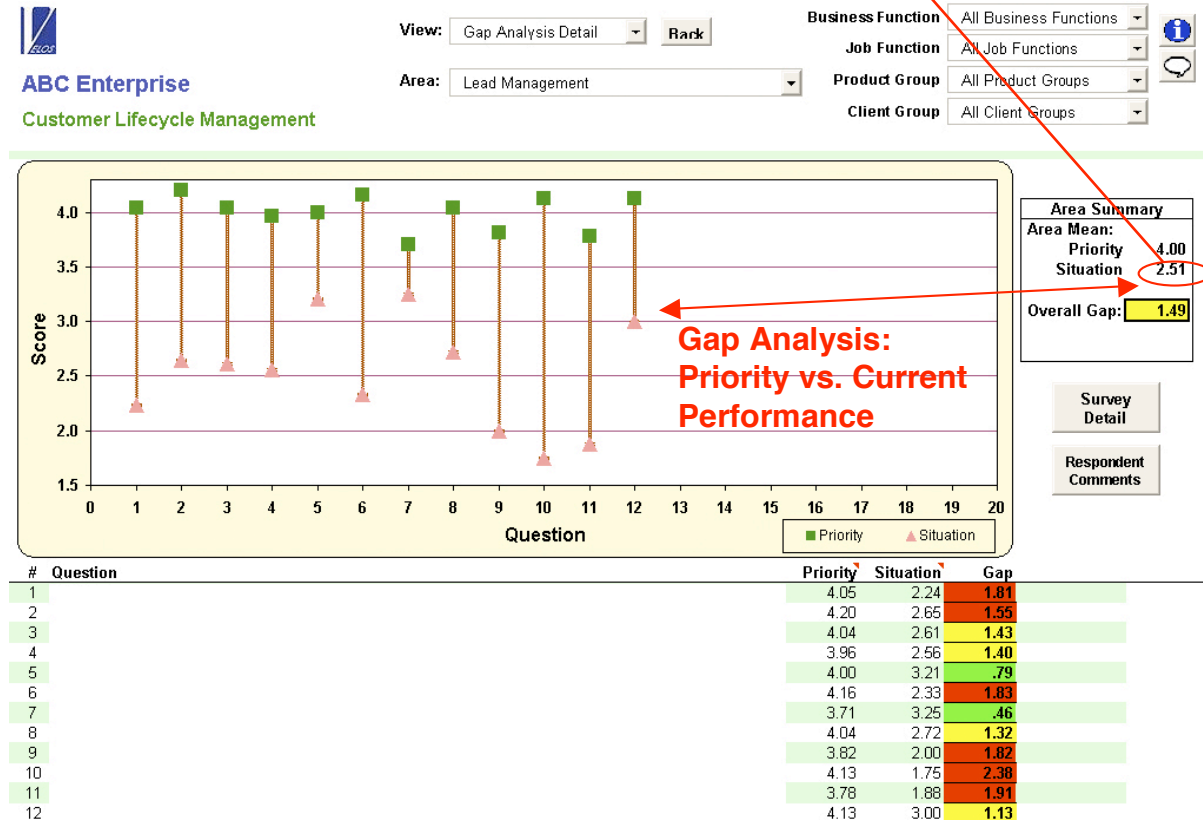 ELOS
View: Gap Analysis Detail Back
Business Function All Business Functions
Job Function All Job Functions
ABC Enterprise
Area: Lead Management
Product Group All Product Groups
Customer Lifecycle Management
Client Group All Client Groups
Score
4.0
3.5
3.0
2.5
2.0
1.5
0 1 2 3 4 5 6 7 8 9 10 11 12 13 14 15 16 17 18 19 20
Question
Priority Situation
Gap Analysis:
Priority vs. Current
Performance
Area Summary
Area Mean:
Priority 4.00
Situation 2.51
Overall Gap: 1.49
Survey
Detail
Respondent
Comments
# Question Priority Situation Gap
1 4.05 2.24 1.81
2 4.20 2.65 1.55
3 4.04 2.61 1.43
4 3.96 2.56 1.40
5 4.00 3.21 .79
6 4.16 2.33 1.83
7 3.71 3.25 .46
8 4.04 2.72 1.32
9 3.82 2.00 1.82
10 4.13 1.75 2.38
11 3.78 1.88 1.91
12 4.13 3.00 1.13